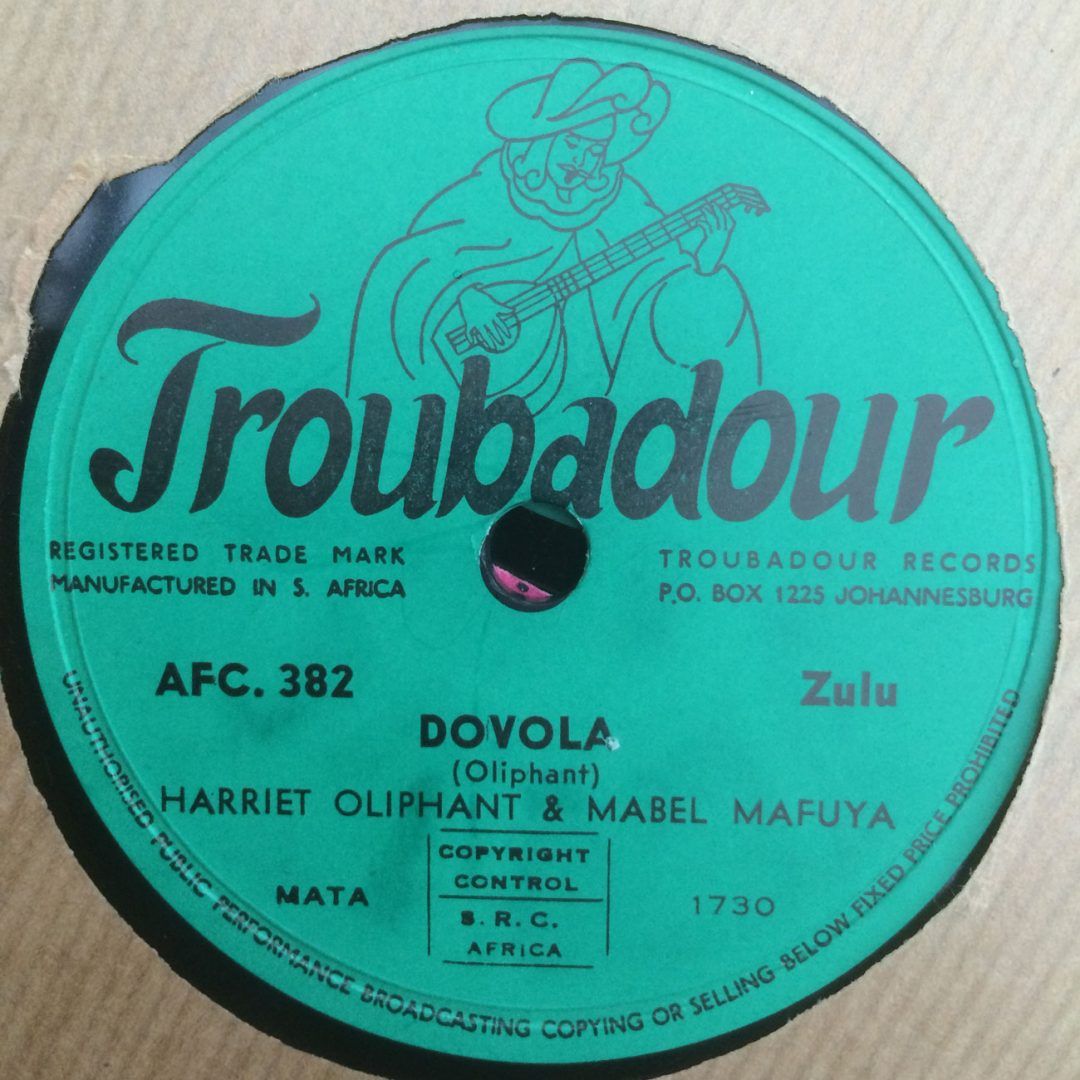 Troubadour
REGISTERED TRADE MARK
MANUFACTURED IN S. AFRICA
TROUBADOUR RECORDS
P.O. BOX 1225 JOHANNESBURG
AFC. 382
Zulu
DOVOLA
(Oliphant)
HARRIET OLIPHANT & MABEL MAFUYA
COPYRIGHT
CONTROL
MATA
1730
S. R. C.
AFRICA
UNAUTHORISED PUBLIC PERFORMANCE BROADCASTING COPYING OR SELLING BELOW FIXED PRICE PROHIBITED